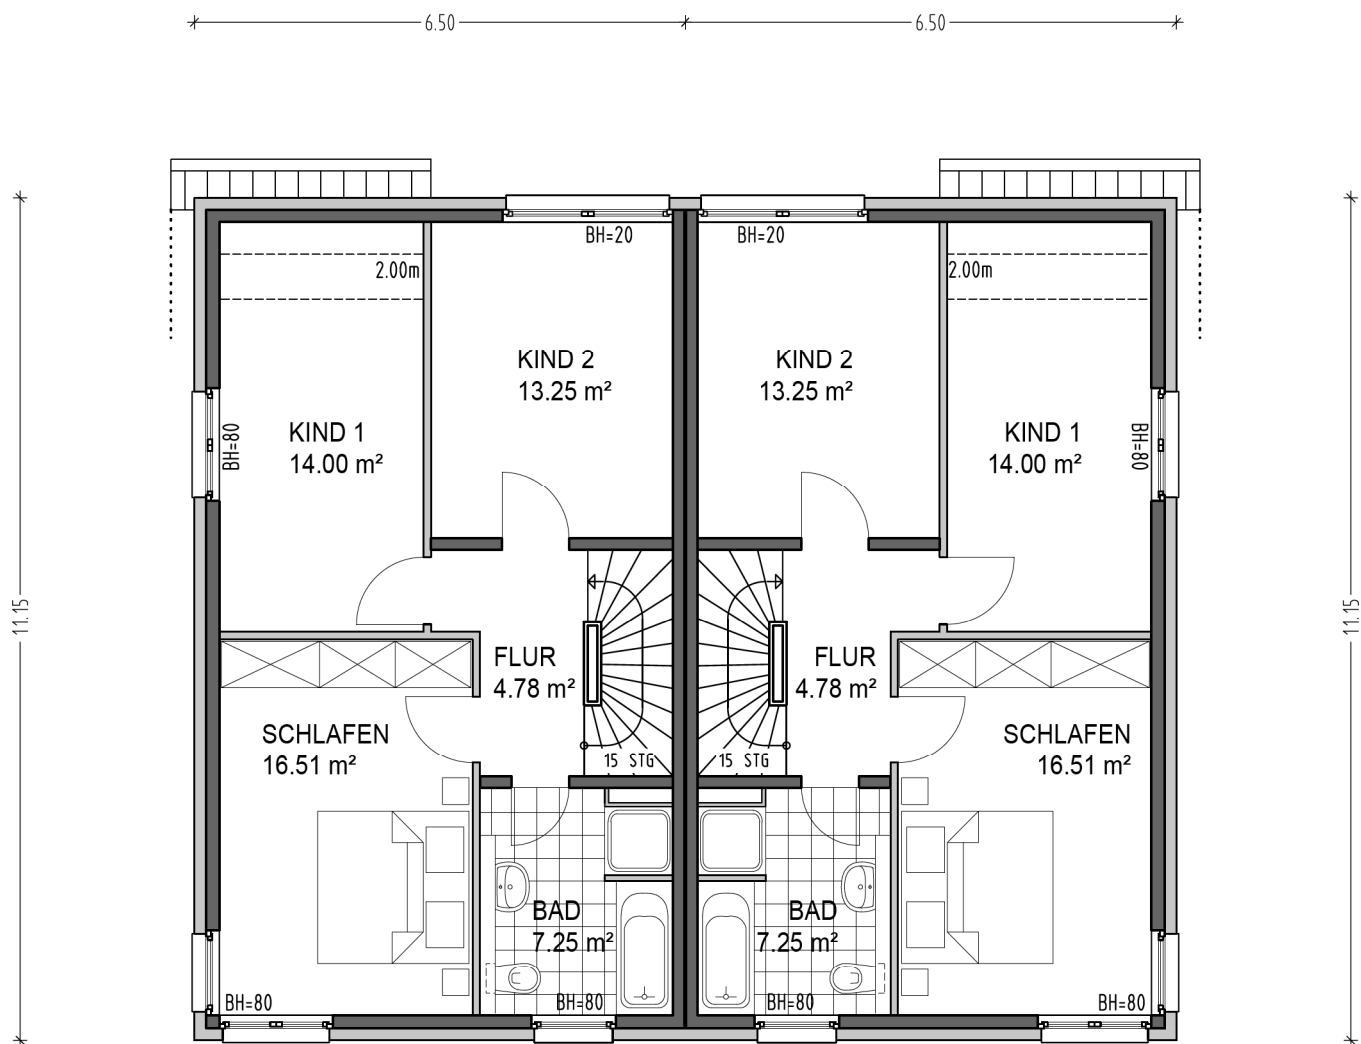 6.50
6.50
BH=20
BH=20
2.00m
2.00m
KIND 2
13.25 m²
KIND 2
13.25 m²
BH=80
KIND 1
14.00 m²
KIND 1
14.00 m²
BH=80
11.15
11.15
FLUR
4.78 m²
FLUR
4.78 m²
SCHLAFEN
16.51 m²
SCHLAFEN
16.51 m²
15 STG
15 STG
BAD
7.25 m²
BAD
7.25 m²
BH=80
BH=80
BH=80
BH=80